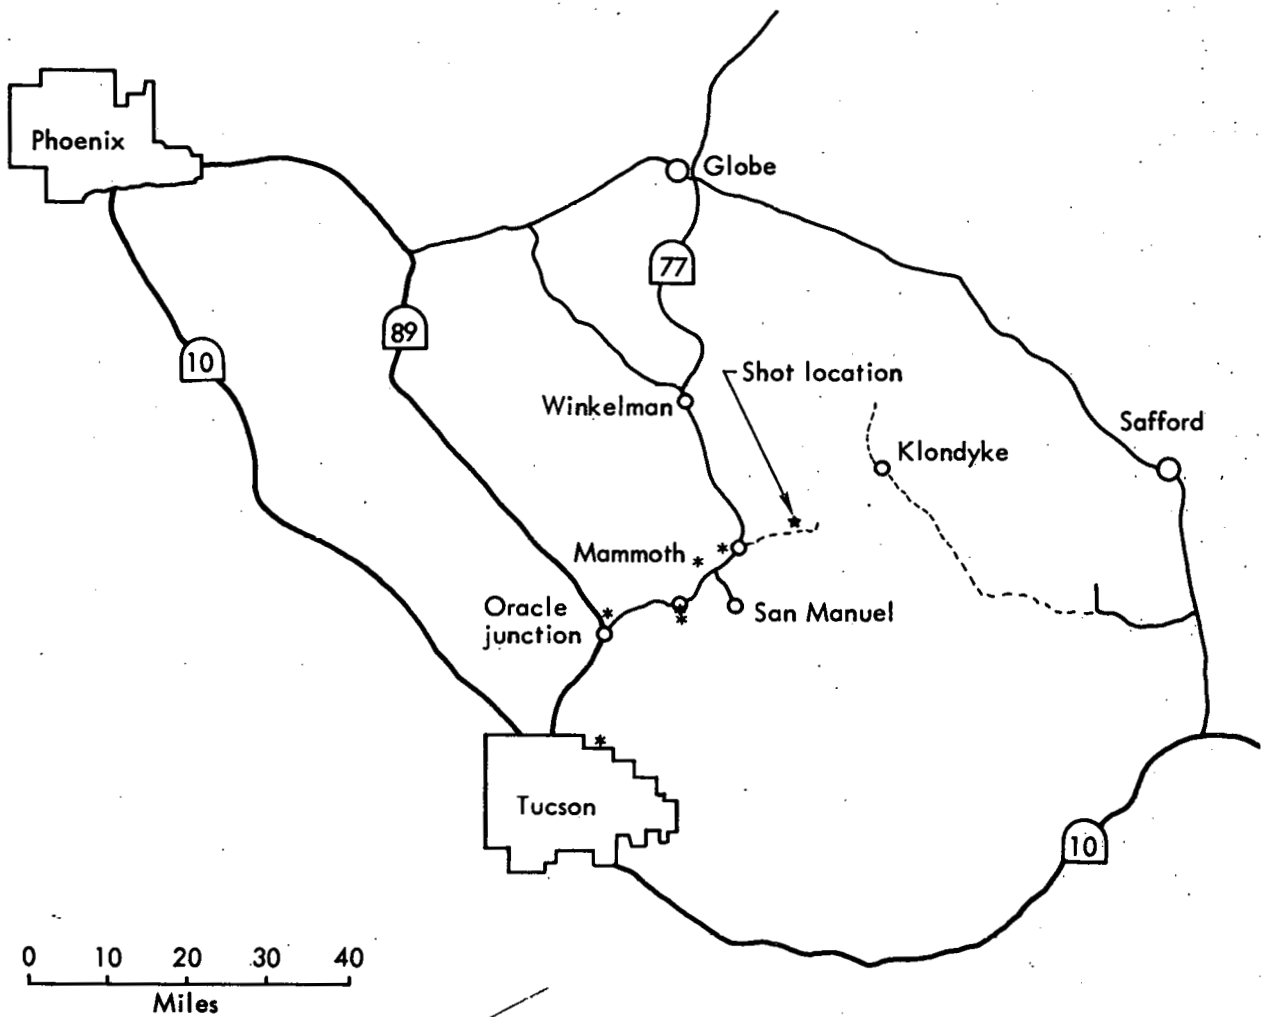 Phoenix
Globe
77
89
10
Shot location
Winkelman
Safford
Klondyke
Mammoth
Oracle
junction
San Manuel
Tucson
10
0 10 20 30 40
Miles